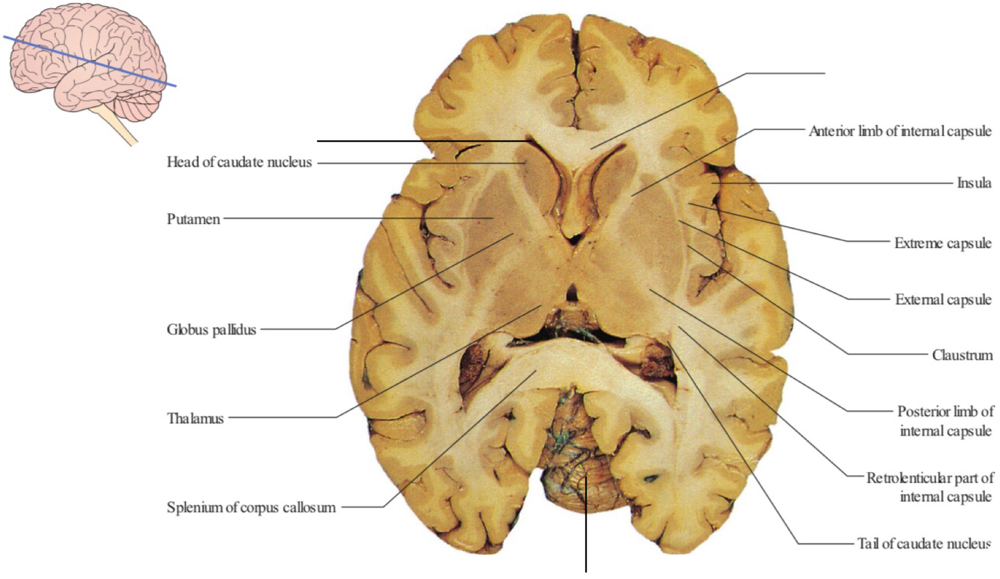 Head of caudate nucleus
Putamen
Globus pallidus
Thalamus
Splenium of corpus callosum
Anterior limb of internal capsule
Insula
Extreme capsule
External capsule
Claustrum
Posterior limb of
internal capsule
Retrolenticular part of
internal capsule
Tail of caudate nucleus